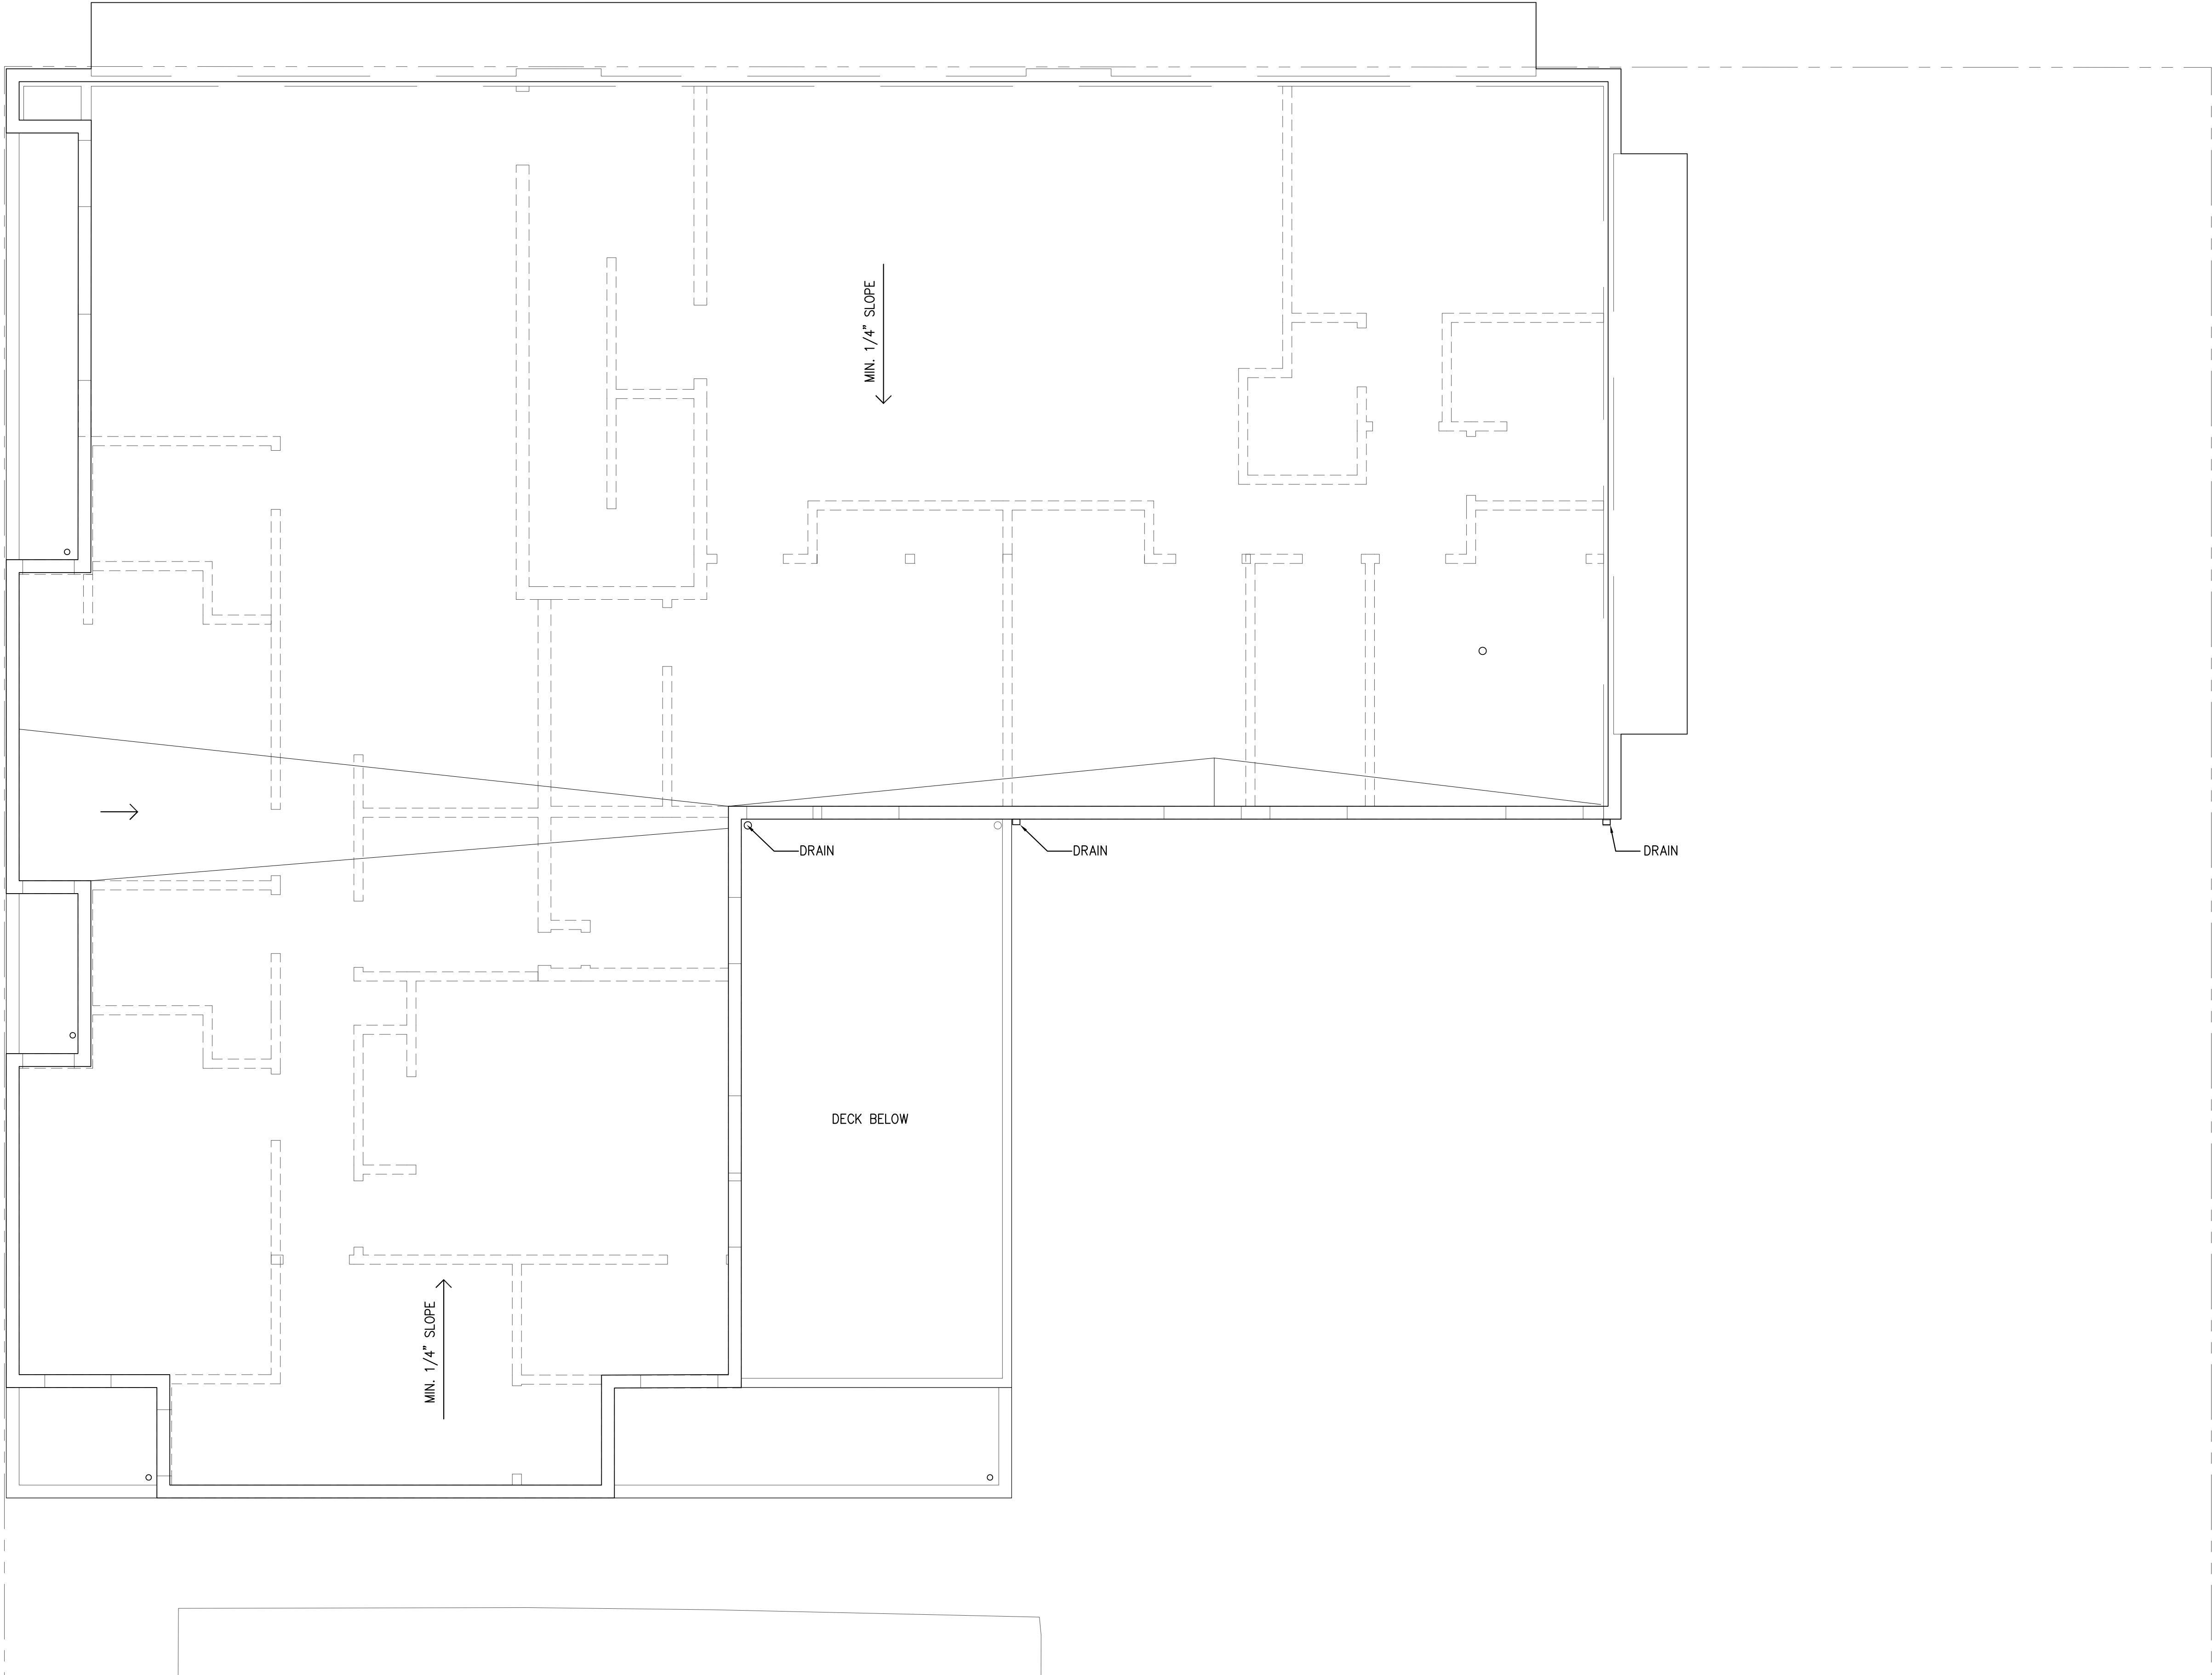 MIN. 1/4" SLOPE
DRAIN
DRAIN
DRAIN
DECK BELOW
MIN. 1/4" SLOPE